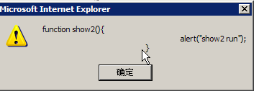 Microsoft Internet Explorer
function show2(){
alert("show2 run");
}
确定